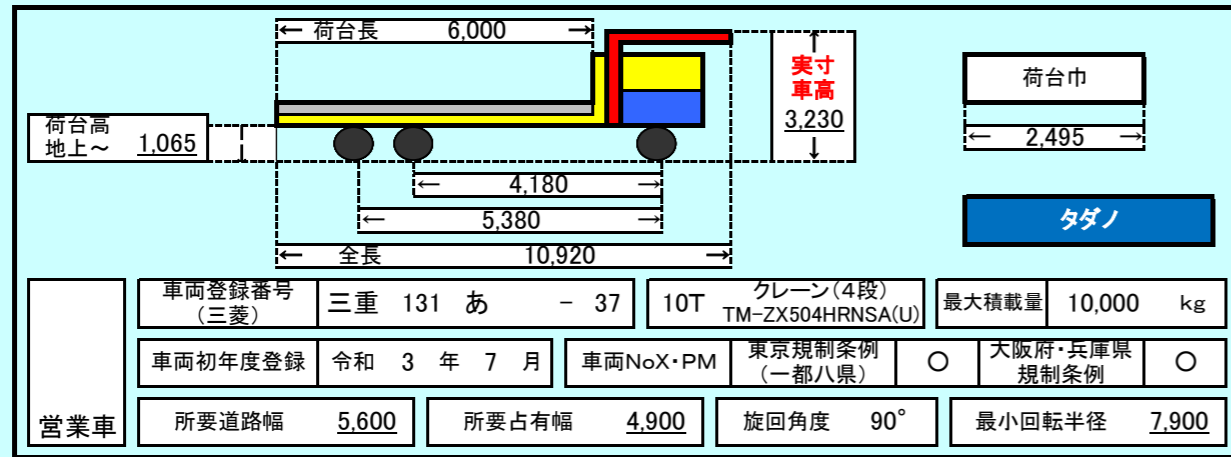 ← 荷台長 6,000 →
実寸
車高
3,230
荷台巾
← 2,495 →
荷台高
地上~ 1,065
← 4,180 →
← 5,380 →
タダノ
← 全長 10,920 →
車両登録番号
(三菱)
三重 131 あ - 37
10T
クレーン(4段)
TM-ZX504HRNSA(U)
最大積載量 10,000 kg
車両初年度登録 令和 3 年 7 月
車両NoX・PM
東京規制条例
(一都八県)
○
大阪府・兵庫県
規制条例
○
営業車
所要道路幅 5,600
所要占有幅 4,900
旋回角度 90°
最小回転半径 7,900